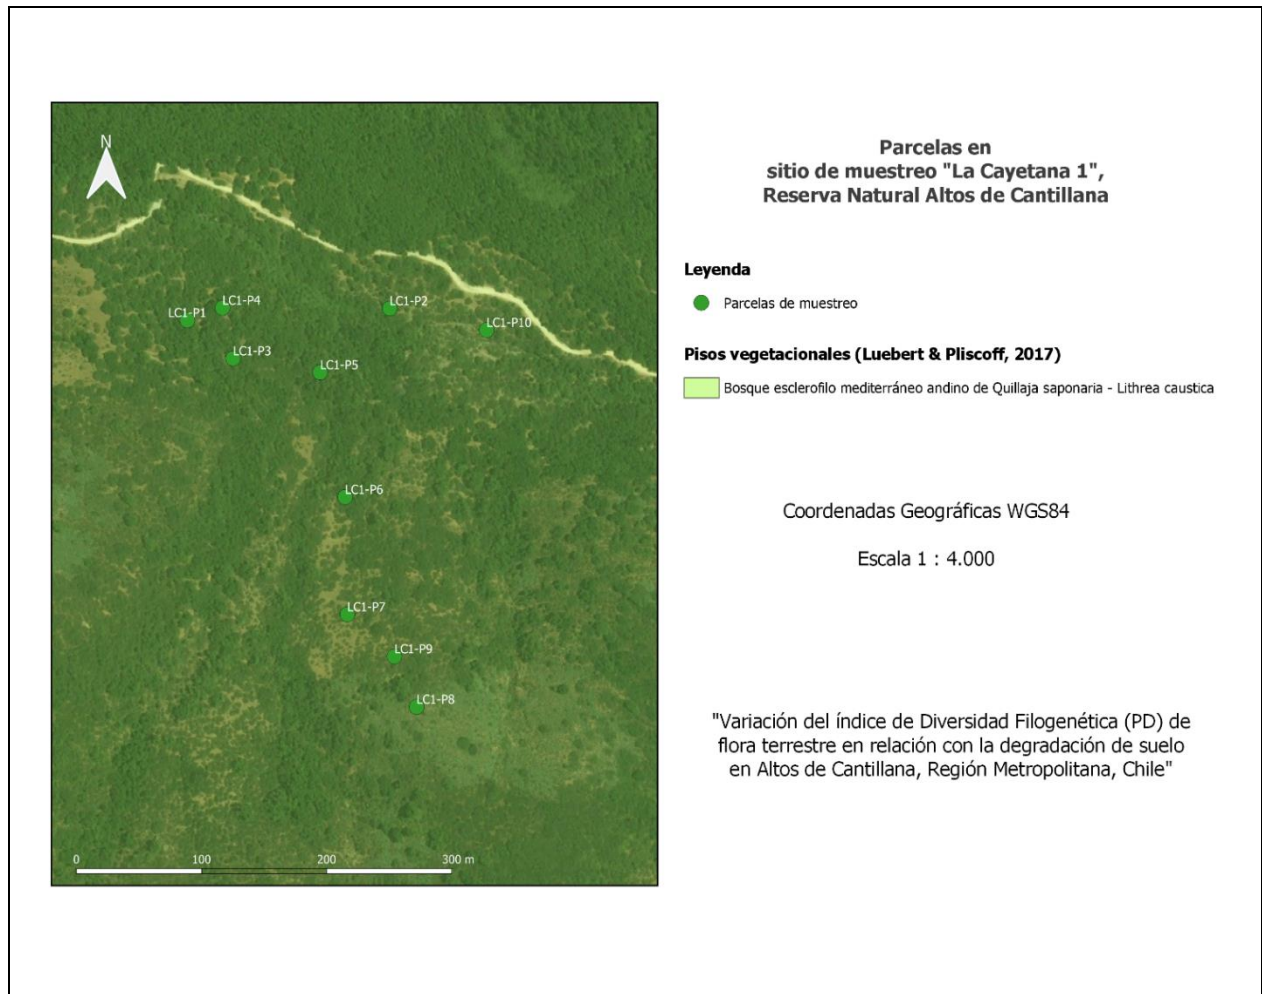 N
LC1-P1
LC1-P4
LC1-P2
LC1-P10
LC1-P3
LC1-P5
LC1-P6
LC1-P7
LC1-P9
LC1-P8
0 100 200 300 m
Parcelas en
sitio de muestreo "La Cayetana 1",
Reserva Natural Altos de Cantillana
Leyenda
Parcelas de muestreo
Pisos vegetacionales (Luebert & Pliscoff, 2017)
Bosque esclerofilo mediterráneo andino de Quillaja saponaria - Lithrea caustica
Coordenadas Geográficas WGS84
Escala 1 : 4.000
"Variación del índice de Diversidad Filogenética (PD) de
flora terrestre en relación con la degradación de suelo
en Altos de Cantillana, Región Metropolitana, Chile"